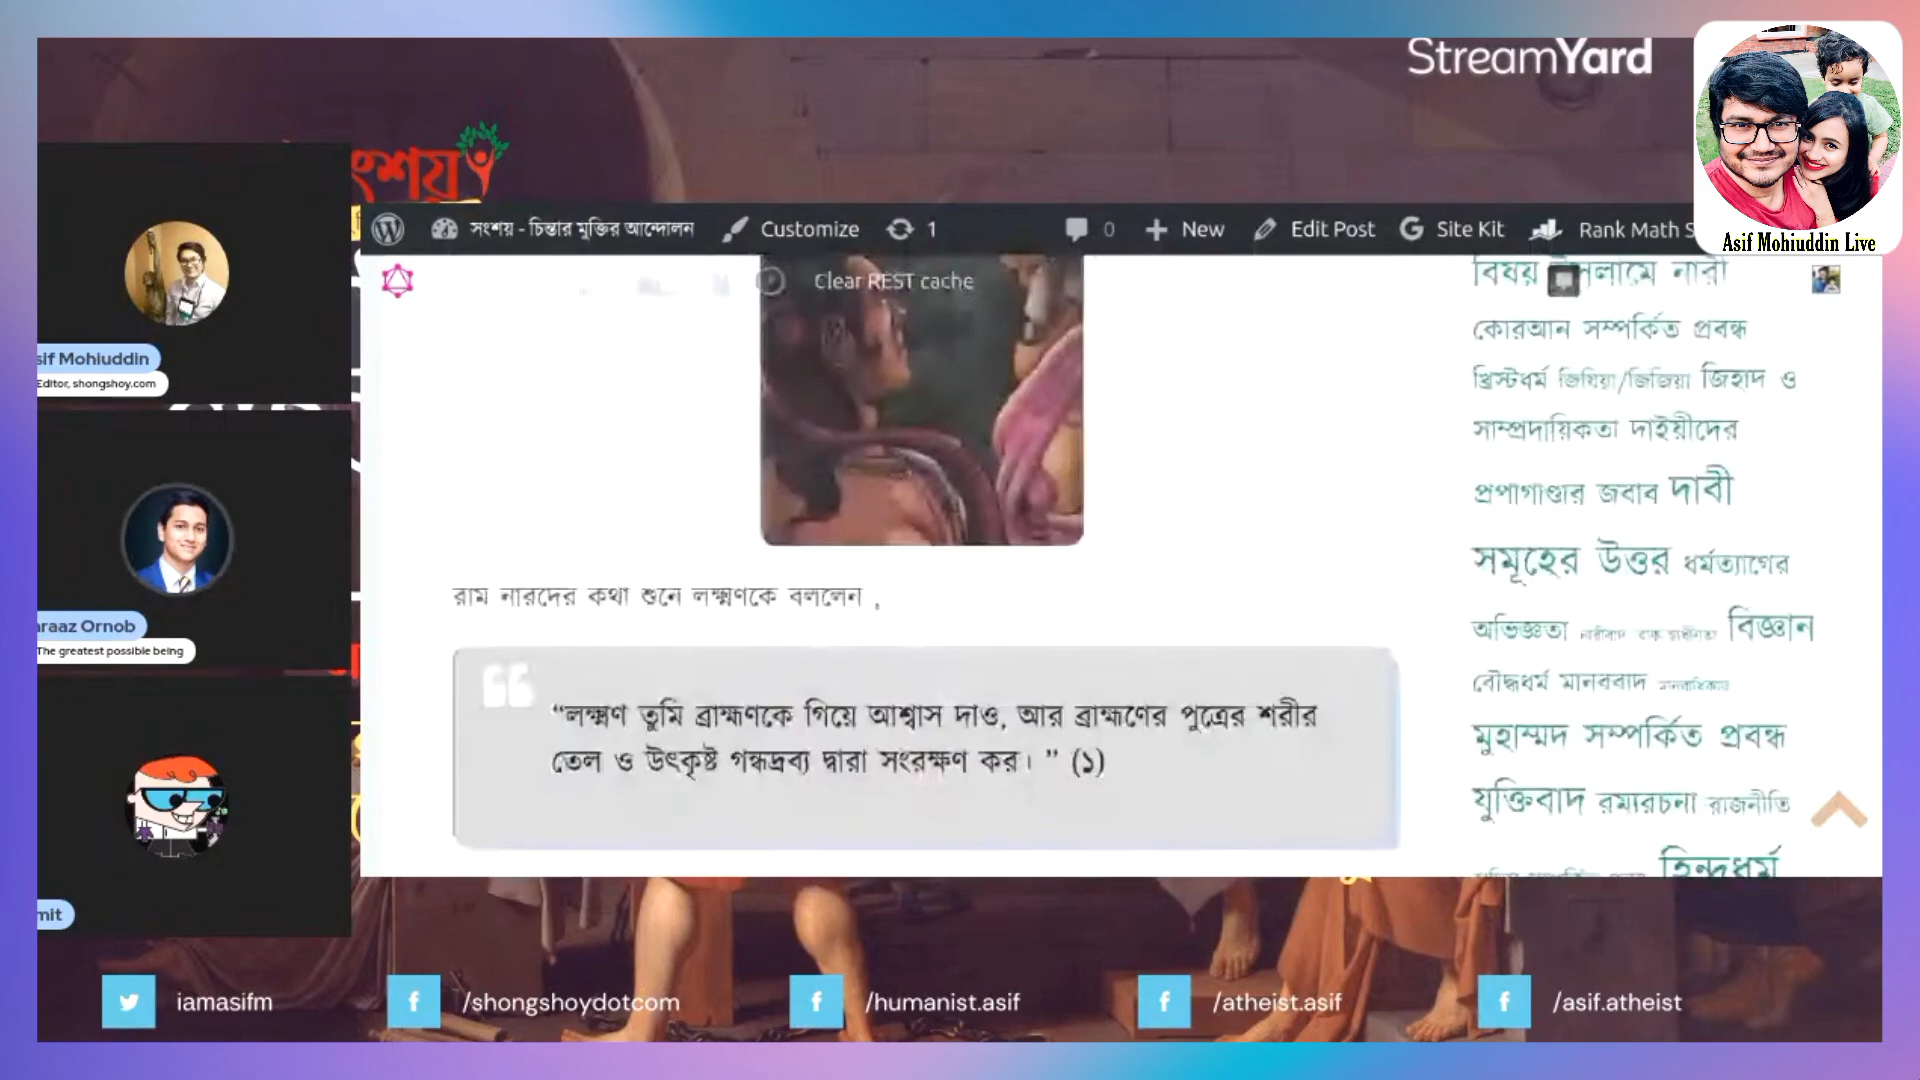 StreamYard
Asif Mohiuddin Live
সংশয় - চিন্তার মুক্তির আন্দোলন
Customize
1
0
New
Edit Post
Site Kit
Rank Math S
Clear REST cache
sif Mohiuddin
Editor, shongshoy.com
raaz Ornob
The greatest possible being
mit
রাম নারদের কথা শুনে লক্ষ্মণকে বললেন ,
“লক্ষ্মণ তুমি ব্রাহ্মণকে গিয়ে আশ্বাস দাও, আর ব্রাহ্মণের পুত্রের শরীর
তেল ও উৎকৃষ্ট গন্ধদ্রব্য দ্বারা সংরক্ষণ কর। ” (১)
বিষয় নারী
কোরআন সম্পর্কিত প্রবন্ধ
খ্রিস্টধর্ম জিযিয়া/জিজিয়া জিহাদ ও
সাম্প্রদায়িকতা দাইয়ীদের
প্রপাগাণ্ডার জবাব দাবী
সমূহের উত্তর ধর্মত্যাগের
অভিজ্ঞতা বিজ্ঞান
বৌদ্ধধর্ম মানববাদ
মুহাম্মদ সম্পর্কিত প্রবন্ধ
যুক্তিবাদ রম্যরচনা রাজনীতি
হিন্দুধর্ম
iamasifm
/shongshoydotcom
/humanist.asif
/atheist.asif
/asif.atheist